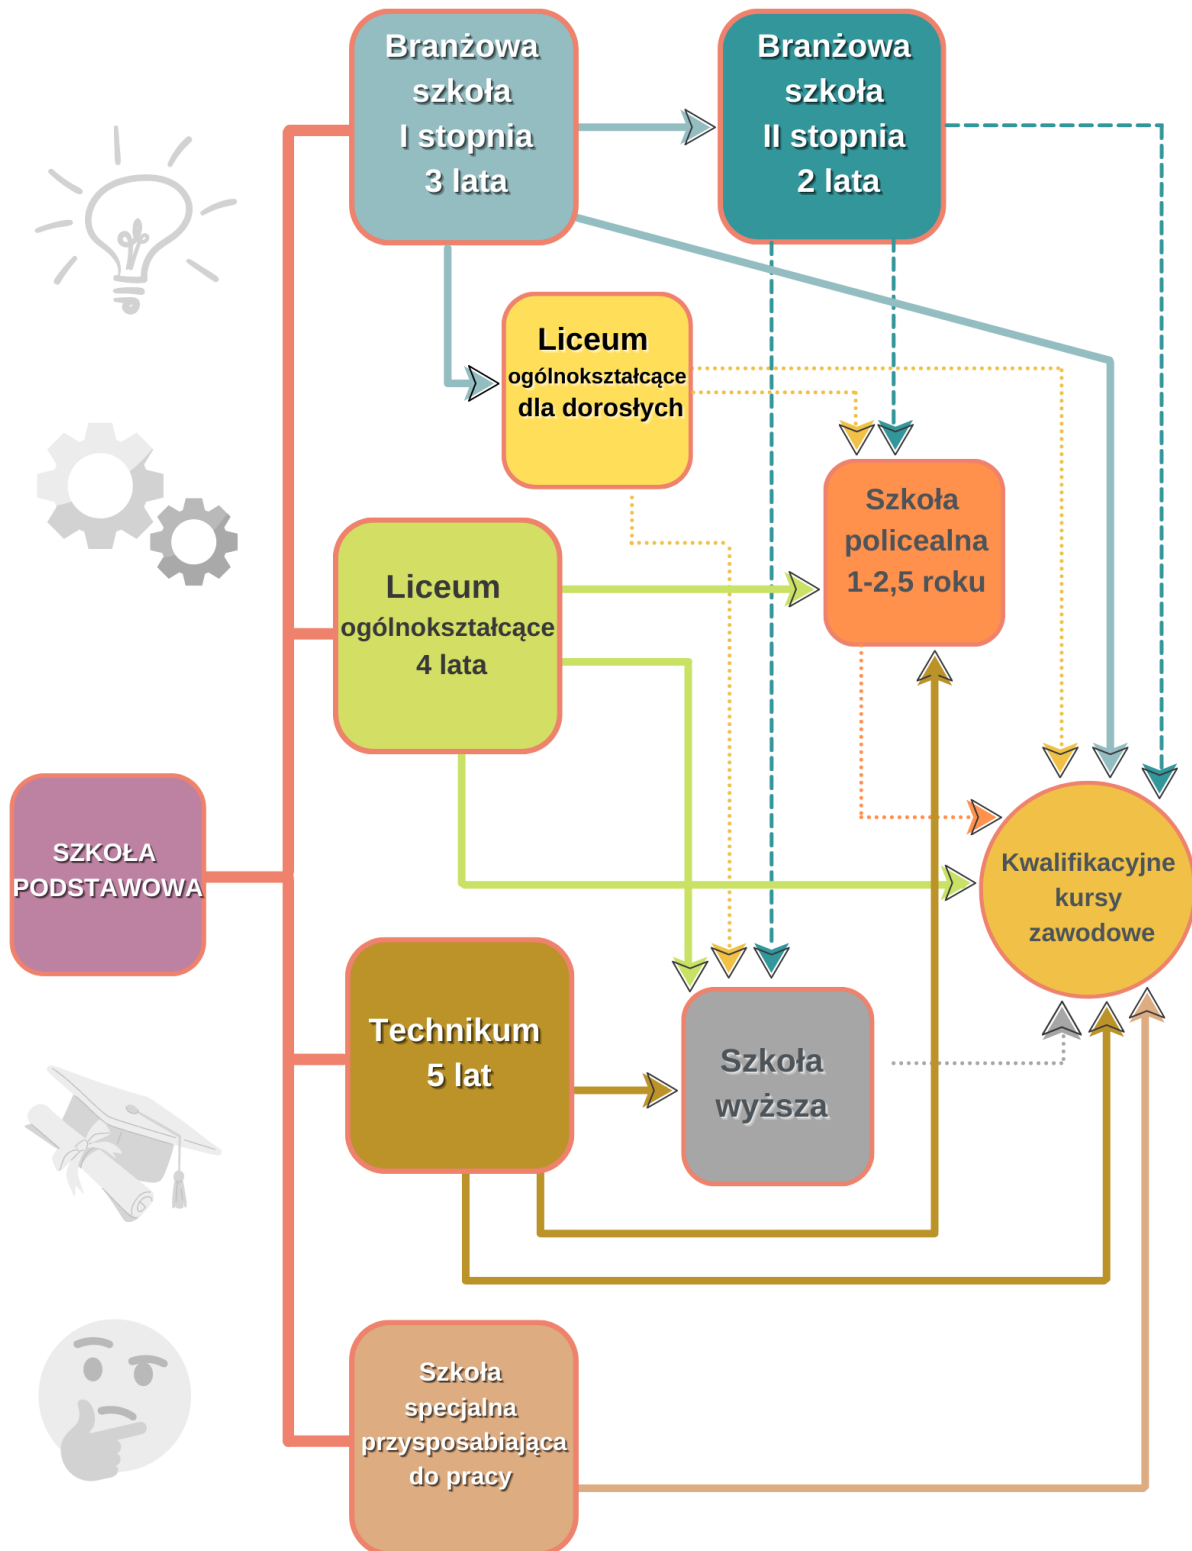 Branżowa
szkoła
I stopnia
3 lata
Branżowa
szkoła
II stopnia
2 lata
Liceum
ogólnokształcące
dla dorosłych
Szkoła
policealna
1-2,5 roku
Liceum
ogólnokształcące
4 lata
SZKOŁA
PODSTAWOWA
Kwalifikacyjne
kursy
zawodowe
Technikum
5 lat
Szkoła
wyższa
Szkoła
specjalna
przysposabiająca
do pracy